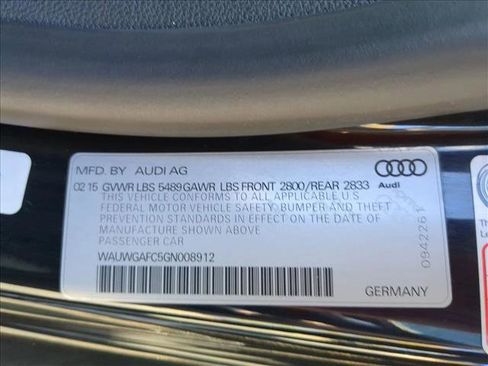 MFD. BY AUDI AG
02 15 GVWR LBS 5489 GAWR LBS FRONT 2800/REAR 2833
Audi
THIS VEHICLE CONFORMS TO ALL APPLICABLE U S
FEDERAL MOTOR VEHICLE SAFETY, BUMPER AND THEFT
PREVENTION STANDARDS IN EFFECT ON THE DATE OF
MANUFACTURE SHOWN ABOVE
PASSENGER CAR
WAUWGAFC5GN008912
0942261
GERMANY